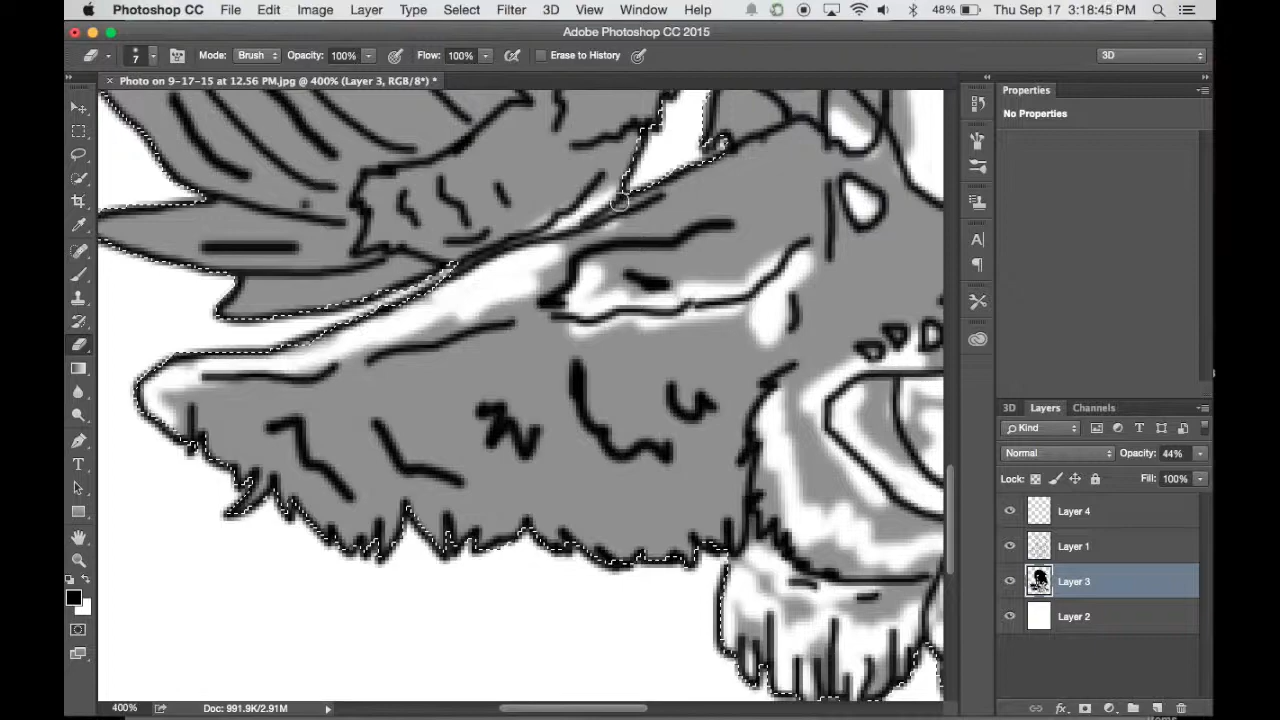 Photoshop CC File Edit Image Layer Type Select Filter 3D View Window Help 48% Thu Sep 17 3:18:45 PM
Adobe Photoshop CC 2015
7 Mode: Brush Opacity: 100% Flow: 100% Erase to History 3D
× Photo on 9-17-15 at 12.56 PM.jpg @ 400% (Layer 3, RGB/8*) *
Properties
No Properties
3D Layers Channels
Kind
Normal Opacity: 44%
Lock: Fill: 100%
Layer 4
Layer 1
Layer 3
Layer 2
400% Doc: 991.9K/2.91M